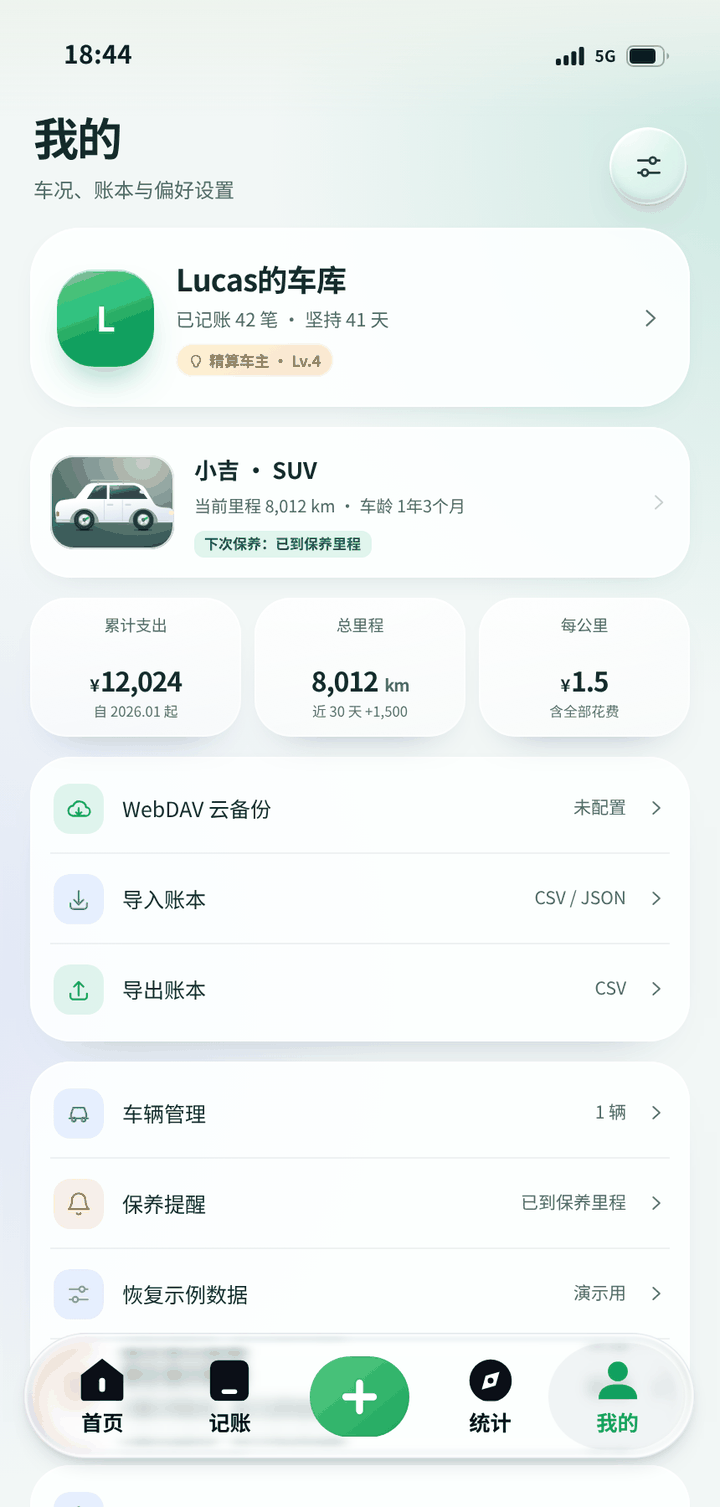 18:44
5G
我的
车况、账本与偏好设置
L
Lucas的车库
已记账 42 笔 · 坚持 41 天
精算车主 · Lv.4
小吉 · SUV
当前里程 8,012 km · 车龄 1年3个月
下次保养：已到保养里程
累计支出
¥12,024
自 2026.01 起
总里程
8,012 km
近 30 天 +1,500
每公里
¥1.5
含全部花费
WebDAV 云备份
未配置
导入账本
CSV / JSON
导出账本
CSV
车辆管理
1 辆
保养提醒
已到保养里程
恢复示例数据
演示用
首页
记账
统计
我的